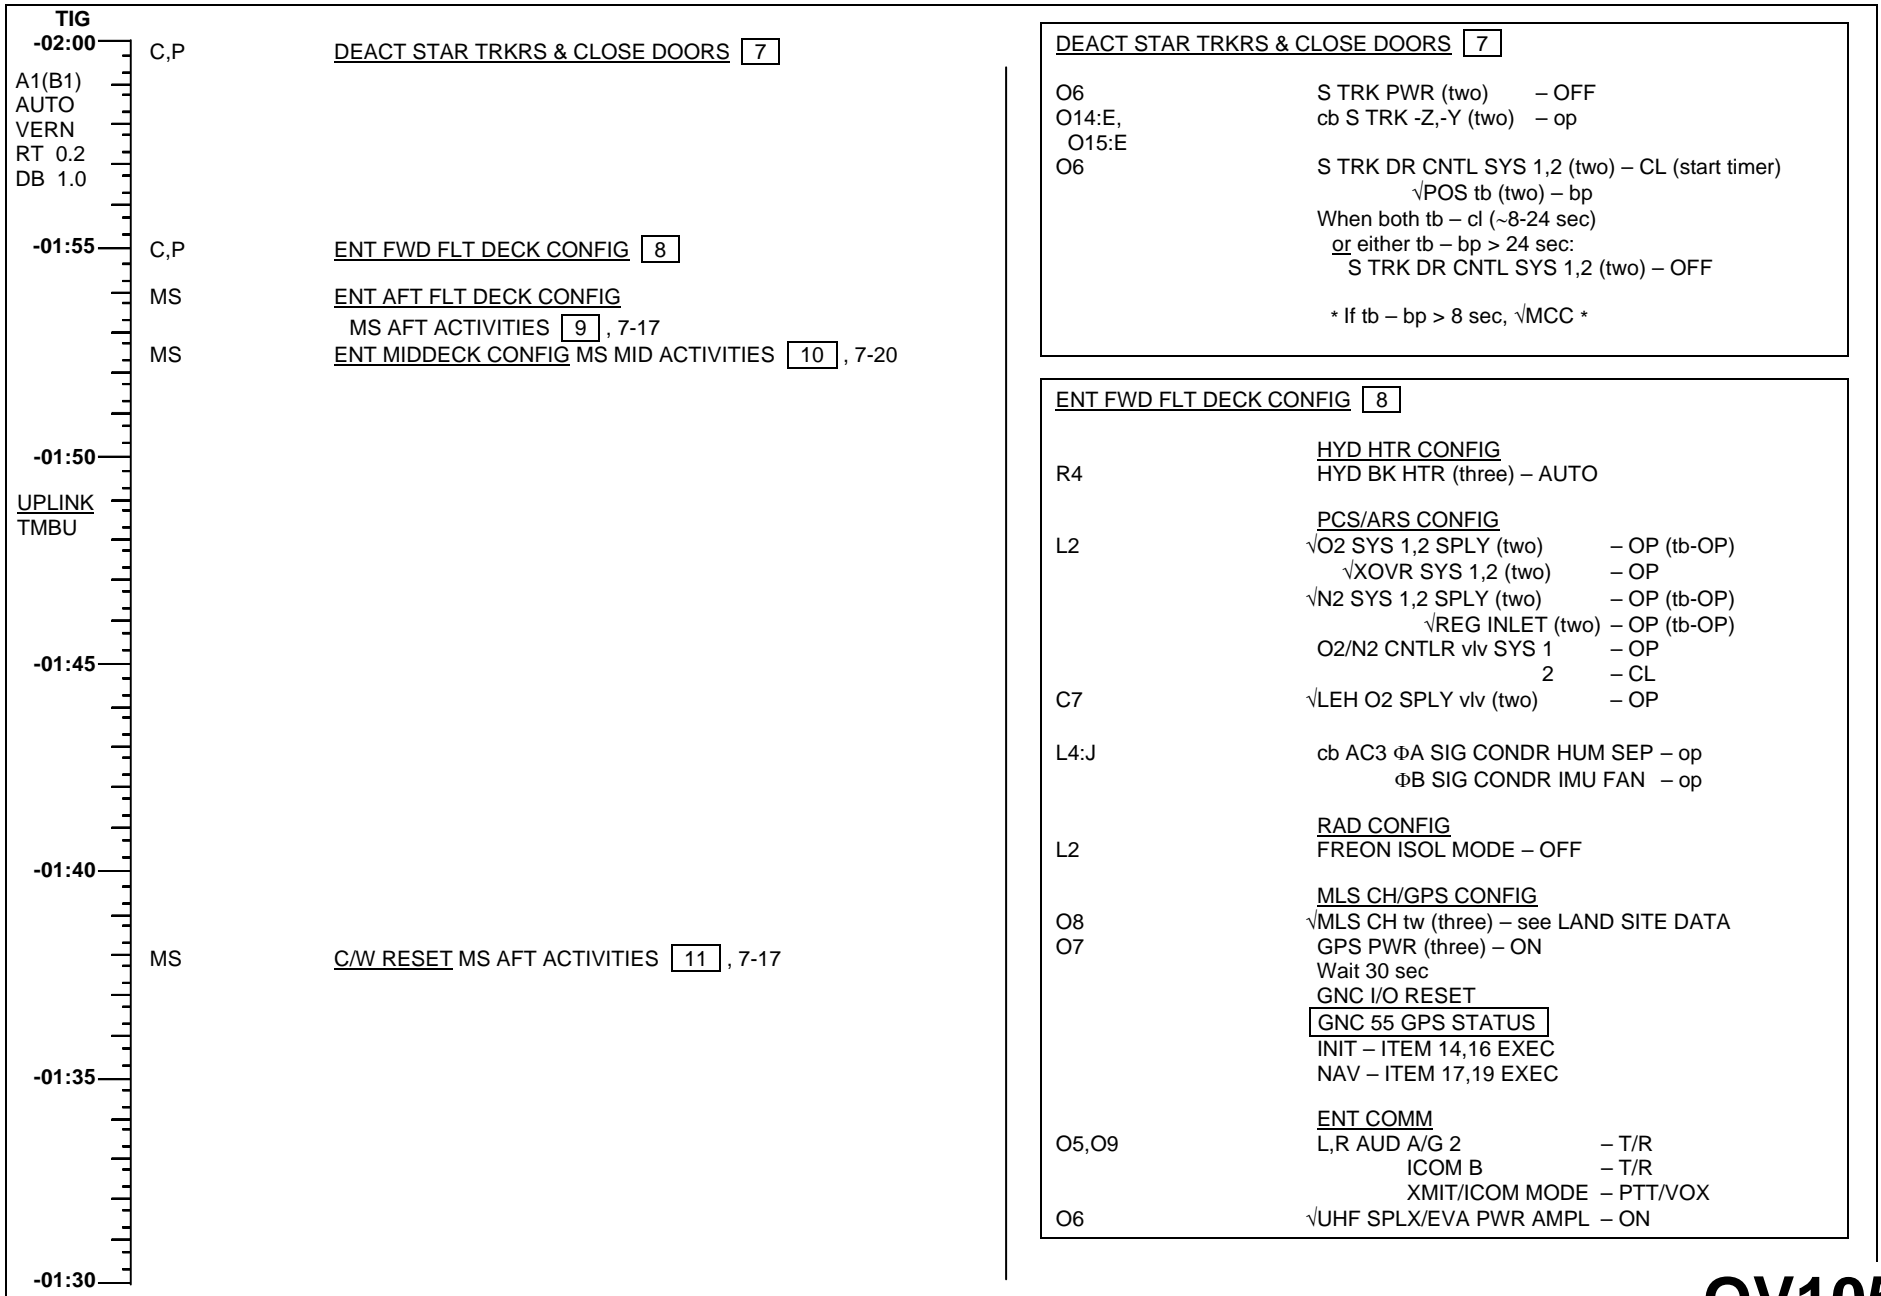 TIG
-02:00
C,P DEACT STAR TRKRS & CLOSE DOORS 7
A1(B1)
AUTO
VERN
RT 0.2
DB 1.0
-01:55
C,P ENT FWD FLT DECK CONFIG 8
MS ENT AFT FLT DECK CONFIG
MS AFT ACTIVITIES 9 , 7-17
MS ENT MIDDECK CONFIG MS MID ACTIVITIES 10 , 7-20
-01:50
UPLINK
TMBU
-01:45
-01:40
MS C/W RESET MS AFT ACTIVITIES 11 , 7-17
-01:35
-01:30
DEACT STAR TRKRS & CLOSE DOORS 7
O6 S TRK PWR (two) – OFF
O14:E, cb S TRK -Z,-Y (two) – op
O15:E
O6 S TRK DR CNTL SYS 1,2 (two) – CL (start timer)
√POS tb (two) – bp
When both tb – cl (~8-24 sec)
or either tb – bp > 24 sec:
S TRK DR CNTL SYS 1,2 (two) – OFF
* If tb – bp > 8 sec, √MCC *
ENT FWD FLT DECK CONFIG 8
HYD HTR CONFIG
R4 HYD BK HTR (three) – AUTO
PCS/ARS CONFIG
L2 √O2 SYS 1,2 SPLY (two) – OP (tb-OP)
√XOVR SYS 1,2 (two) – OP
√N2 SYS 1,2 SPLY (two) – OP (tb-OP)
√REG INLET (two) – OP (tb-OP)
O2/N2 CNTLR vlv SYS 1 – OP
2 – CL
C7 √LEH O2 SPLY vlv (two) – OP
L4:J cb AC3 ΦA SIG CONDR HUM SEP – op
ΦB SIG CONDR IMU FAN – op
RAD CONFIG
L2 FREON ISOL MODE – OFF
MLS CH/GPS CONFIG
O8 √MLS CH tw (three) – see LAND SITE DATA
O7 GPS PWR (three) – ON
Wait 30 sec
GNC I/O RESET
GNC 55 GPS STATUS
INIT – ITEM 14,16 EXEC
NAV – ITEM 17,19 EXEC
ENT COMM
O5,O9 L,R AUD A/G 2 – T/R
ICOM B – T/R
XMIT/ICOM MODE – PTT/VOX
O6 √UHF SPLX/EVA PWR AMPL – ON